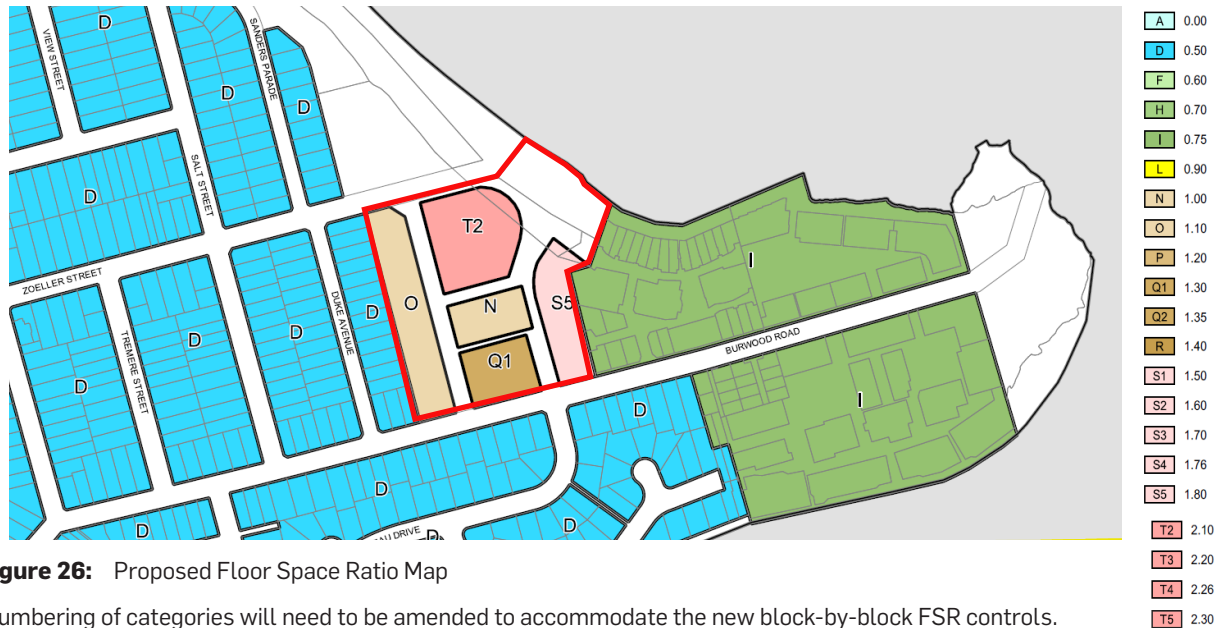 D
VIEW STREET
SANDERS PARADE
D
D
D
SALT STREET
T2
ZOELLER STREET
I
O
N
S5
D
D
DUKE AVENUE
D
TREMERE STREET
BURWOOD ROAD
D
Q1
D
I
D
D
D
D
DRIVE
D
A 0.00
D 0.50
F 0.60
H 0.70
I 0.75
L 0.90
N 1.00
O 1.10
P 1.20
Q1 1.30
Q2 1.35
R 1.40
S1 1.50
S2 1.60
S3 1.70
S4 1.76
S5 1.80
T2 2.10
T3 2.20
T4 2.26
T5 2.30
gure 26: Proposed Floor Space Ratio Map
umbering of categories will need to be amended to accommodate the new block-by-block FSR controls.